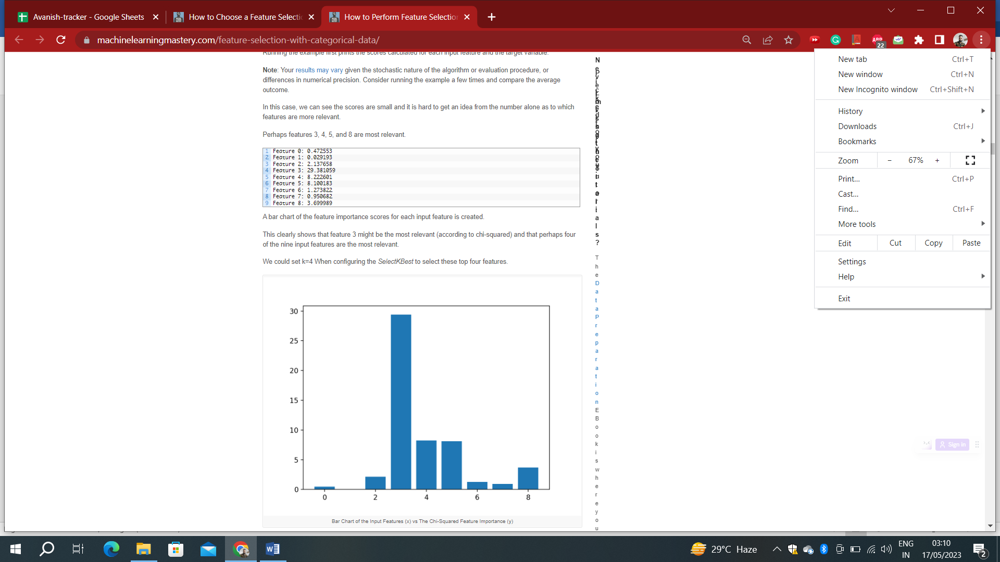 Avanish-tracker - Google Sheets
How to Choose a Feature Selecti
How to Perform Feature Selection
machinelearningmastery.com/feature-selection-with-categorical-data/
ABP
22
Running the example first prints the scores calculated for each input feature and the target variable.
Note: Your results may vary given the stochastic nature of the algorithm or evaluation procedure, or
differences in numerical precision. Consider running the example a few times and compare the average
outcome.
In this case, we can see the scores are small and it is hard to get an idea from the number alone as to which
features are more relevant.
Perhaps features 3, 4, 5, and 8 are most relevant.
1 Feature 0: 0.472553
2 Feature 1: 0.029193
3 Feature 2: 2.137658
4 Feature 3: 29.381059
5 Feature 4: 8.222601
6 Feature 5: 8.100183
7 Feature 6: 1.273822
8 Feature 7: 0.950682
9 Feature 8: 3.699989
A bar chart of the feature importance scores for each input feature is created.
This clearly shows that feature 3 might be the most relevant (according to chi-squared) and that perhaps four
of the nine input features are the most relevant.
We could set k=4 When configuring the SelectKBest to select these top four features.
30
25
20
15
10
5
0
0 2 4 6 8
Bar Chart of the Input Features (x) vs The Chi-Squared Feature Importance (y)
T
h
e
D
a
t
a
P
r
e
p
a
r
a
t
i
o
n
E
B
o
o
k
i
s
w
h
e
r
e
y
o
u
New tab Ctrl+T
New window Ctrl+N
New Incognito window Ctrl+Shift+N
History
Downloads Ctrl+J
Bookmarks
Zoom - 67% +
Print... Ctrl+P
Cast...
Find... Ctrl+F
More tools
Edit Cut Copy Paste
Settings
Help
Exit
Sign in
29°C Haze
ENG
IN
03:10
17/05/2023
2